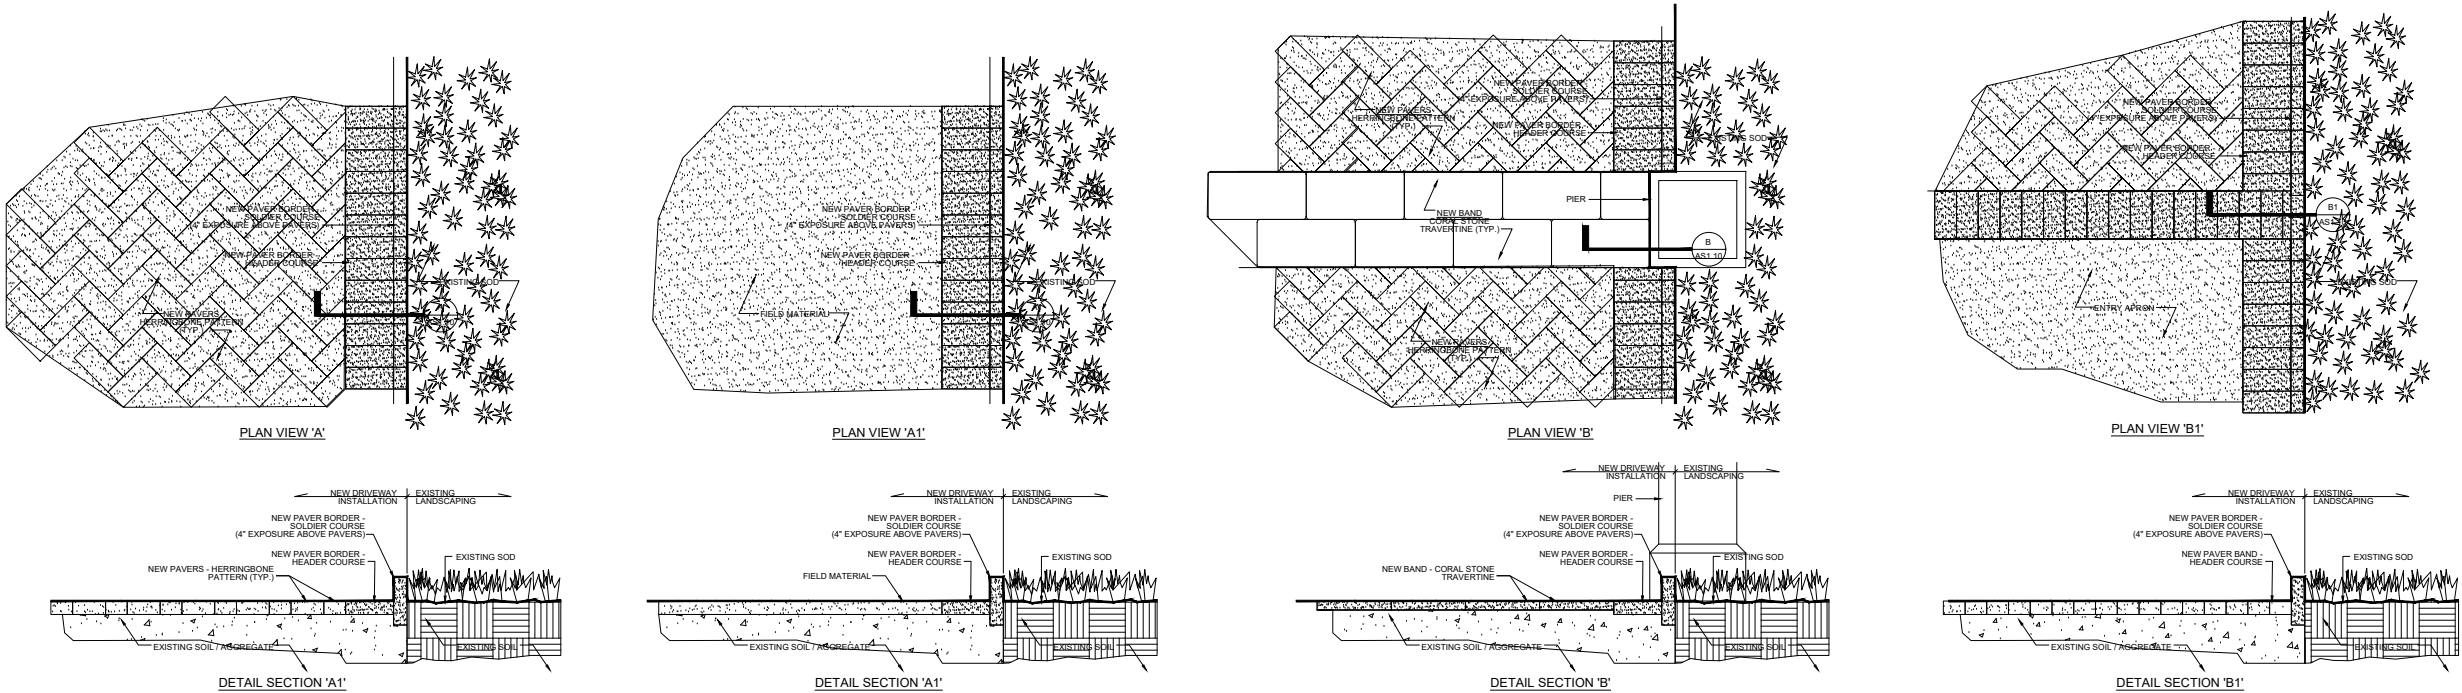 NEW PAVER BORDER -
SOLDIER COURSE
(4" EXPOSURE ABOVE PAVERS)
NEW PAVER BORDER -
HEADER COURSE
EXISTING SOD
NEW PAVERS -
HERRINGBONE PATTERN
(TYP.)
PLAN VIEW 'A'
NEW PAVER BORDER -
SOLDIER COURSE
(4" EXPOSURE ABOVE PAVERS)
NEW PAVER BORDER -
HEADER COURSE
EXISTING SOD
FIELD MATERIAL
PLAN VIEW 'A1'
NEW PAVER BORDER -
SOLDIER COURSE
(4" EXPOSURE ABOVE PAVERS)
NEW PAVERS -
HERRINGBONE PATTERN
(TYP.)
NEW PAVER BORDER -
HEADER COURSE
EXISTING SOD
PIER
NEW BAND
CORAL STONE
TRAVERTINE (TYP.)
B
AS1.10
NEW PAVERS -
HERRINGBONE PATTERN
(TYP.)
PLAN VIEW 'B'
NEW PAVER BORDER -
SOLDIER COURSE
(4" EXPOSURE ABOVE PAVERS)
NEW PAVER BORDER -
HEADER COURSE
B1
EXISTING SOD
ENTRY APRON
PLAN VIEW 'B1'
NEW DRIVEWAY
INSTALLATION
EXISTING
LANDSCAPING
NEW PAVER BORDER -
SOLDIER COURSE
(4" EXPOSURE ABOVE PAVERS)
NEW PAVER BORDER -
HEADER COURSE
EXISTING SOD
NEW PAVERS - HERRINGBONE
PATTERN (TYP.)
EXISTING SOIL / AGGREGATE
EXISTING SOIL
DETAIL SECTION 'A1'
NEW DRIVEWAY
INSTALLATION
EXISTING
LANDSCAPING
NEW PAVER BORDER -
SOLDIER COURSE
(4" EXPOSURE ABOVE PAVERS)
NEW PAVER BORDER -
HEADER COURSE
EXISTING SOD
FIELD MATERIAL
EXISTING SOIL / AGGREGATE
EXISTING SOIL
DETAIL SECTION 'A1'
NEW DRIVEWAY
INSTALLATION
EXISTING
LANDSCAPING
PIER
NEW PAVER BORDER -
SOLDIER COURSE
(4" EXPOSURE ABOVE PAVERS)
NEW PAVER BORDER -
HEADER COURSE
EXISTING SOD
NEW BAND - CORAL STONE
TRAVERTINE
EXISTING SOIL / AGGREGATE
EXISTING SOIL
DETAIL SECTION 'B'
NEW DRIVEWAY
INSTALLATION
EXISTING
LANDSCAPING
NEW PAVER BORDER -
SOLDIER COURSE
(4" EXPOSURE ABOVE PAVERS)
NEW PAVER BAND -
HEADER COURSE
EXISTING SOD
EXISTING SOIL / AGGREGATE
EXISTING SOIL
DETAIL SECTION 'B1'